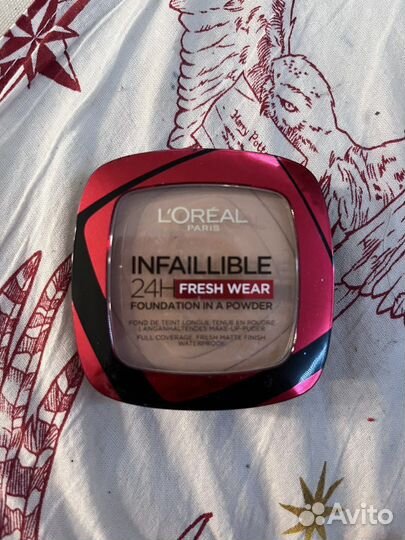 Harry Potter
L'ORÉAL
PARIS
INFAILLIBLE
24H FRESH WEAR
FOUNDATION IN A POWDER
FOND DE TEINT LONGUE TENUE EN POUDRE
LANGANHALTENDES MAKE-UP-PUDER
FULL COVERAGE. FRESH MATTE FINISH
WATERPROOF
Avito